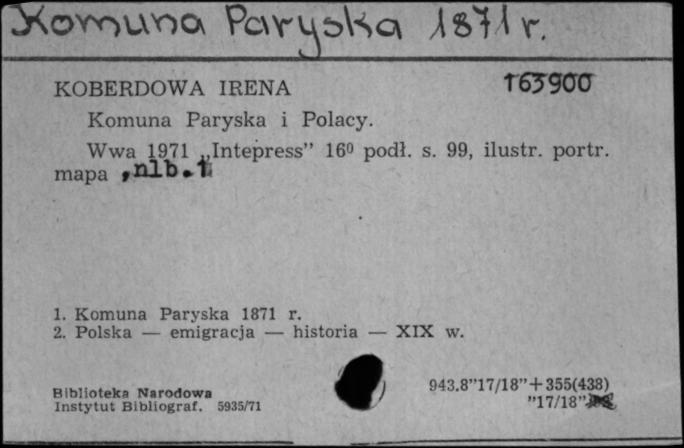 Komuna Paryska 1871 r.
KOBERDOWA IRENA 163900
Komuna Paryska i Polacy.
Wwa 1971 „Intepress” 16⁰ podł. s. 99, ilustr. portr.
mapa ,nlb.1
1. Komuna Paryska 1871 r.
2. Polska — emigracja — historia — XIX w.
Biblioteka Narodowa 943.8”17/18”+355(438)
Instytut Bibliograf. 5935/71 ”17/18”